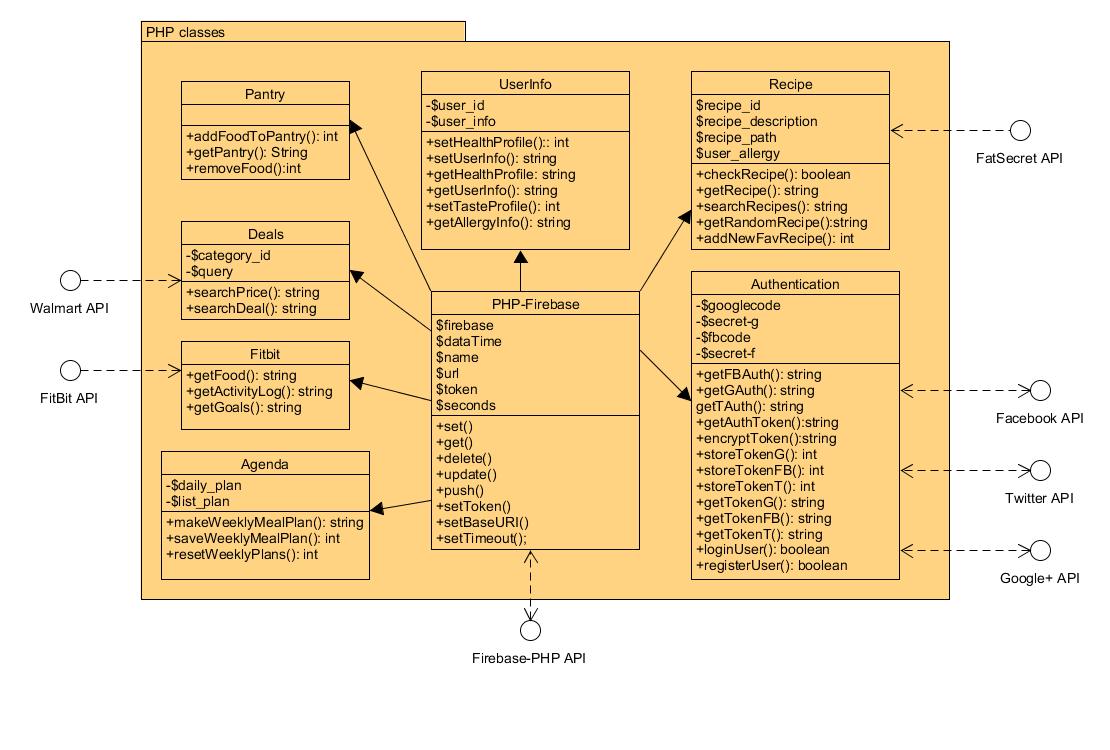 PHP classes
Pantry
+addFoodToPantry(): int
+getPantry(): String
+removeFood():int
UserInfo
-$user_id
-$user_info
+setHealthProfile():: int
+setUserInfo(): string
+getHealthProfile: string
+getUserInfo(): string
+setTasteProfile(): int
+getAllergyInfo(): string
Recipe
$recipe_id
$recipe_description
$recipe_path
$user_allergy
+checkRecipe(): boolean
+getRecipe(): string
+searchRecipes(): string
+getRandomRecipe():string
+addNewFavRecipe(): int
FatSecret API
Deals
-$category_id
-$query
+searchPrice(): string
+searchDeal(): string
Walmart API
Fitbit
+getFood(): string
+getActivityLog(): string
+getGoals(): string
FitBit API
Agenda
-$daily_plan
-$list_plan
+makeWeeklyMealPlan(): string
+saveWeeklyMealPlan(): int
+resetWeeklyPlans(): int
PHP-Firebase
$firebase
$dataTime
$name
$url
$token
$seconds
+set()
+get()
+delete()
+update()
+push()
+setToken()
+setBaseURI()
+setTimeout();
Authentication
-$googlecode
-$secret-g
-$fbcode
-$secret-f
+getFBAuth(): string
+getGAuth(): string
getTAuth(): string
+getAuthToken():string
+encryptToken():string
+storeTokenG(): int
+storeTokenFB(): int
+storeTokenT(): int
+getTokenG(): string
+getTokenFB(): string
+getTokenT(): string
+loginUser(): boolean
+registerUser(): boolean
Facebook API
Twitter API
Google+ API
Firebase-PHP API